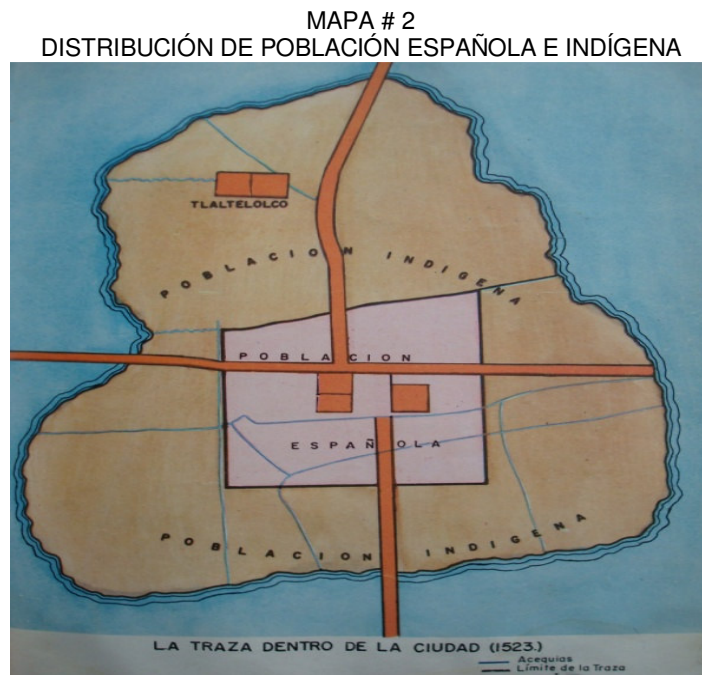 MAPA # 2
DISTRIBUCIÓN DE POBLACIÓN ESPAÑOLA E INDÍGENA
TLALTELOLCO
POBLACION INDIGENA
POBLACION
ESPAÑOLA
POBLACION INDIGENA
LA TRAZA DENTRO DE LA CIUDAD (1523.)
Acequias
Límite de la Traza